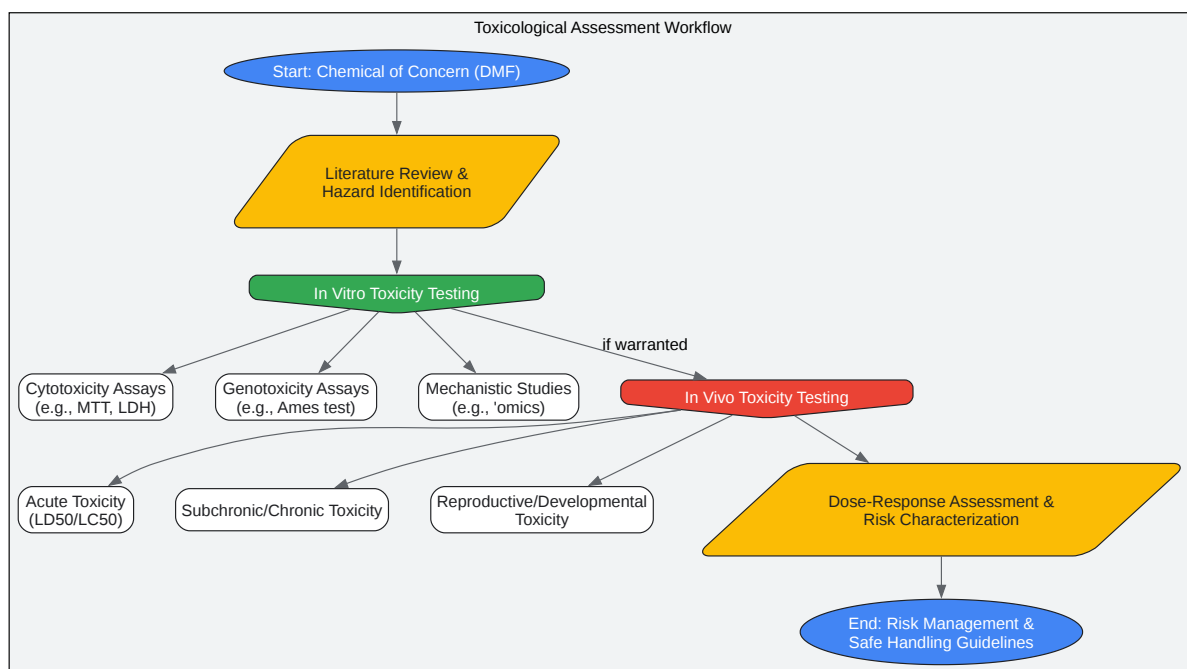 Toxicological Assessment Workflow
Start: Chemical of Concern (DMF)
Literature Review &
Hazard Identification
In Vitro Toxicity Testing
if warranted
Cytotoxicity Assays
(e.g., MTT, LDH)
Genotoxicity Assays
(e.g., Ames test)
Mechanistic Studies
(e.g., 'omics)
In Vivo Toxicity Testing
Acute Toxicity
(LD50/LC50)
Subchronic/Chronic Toxicity
Reproductive/Developmental
Toxicity
Dose-Response Assessment &
Risk Characterization
End: Risk Management &
Safe Handling Guidelines